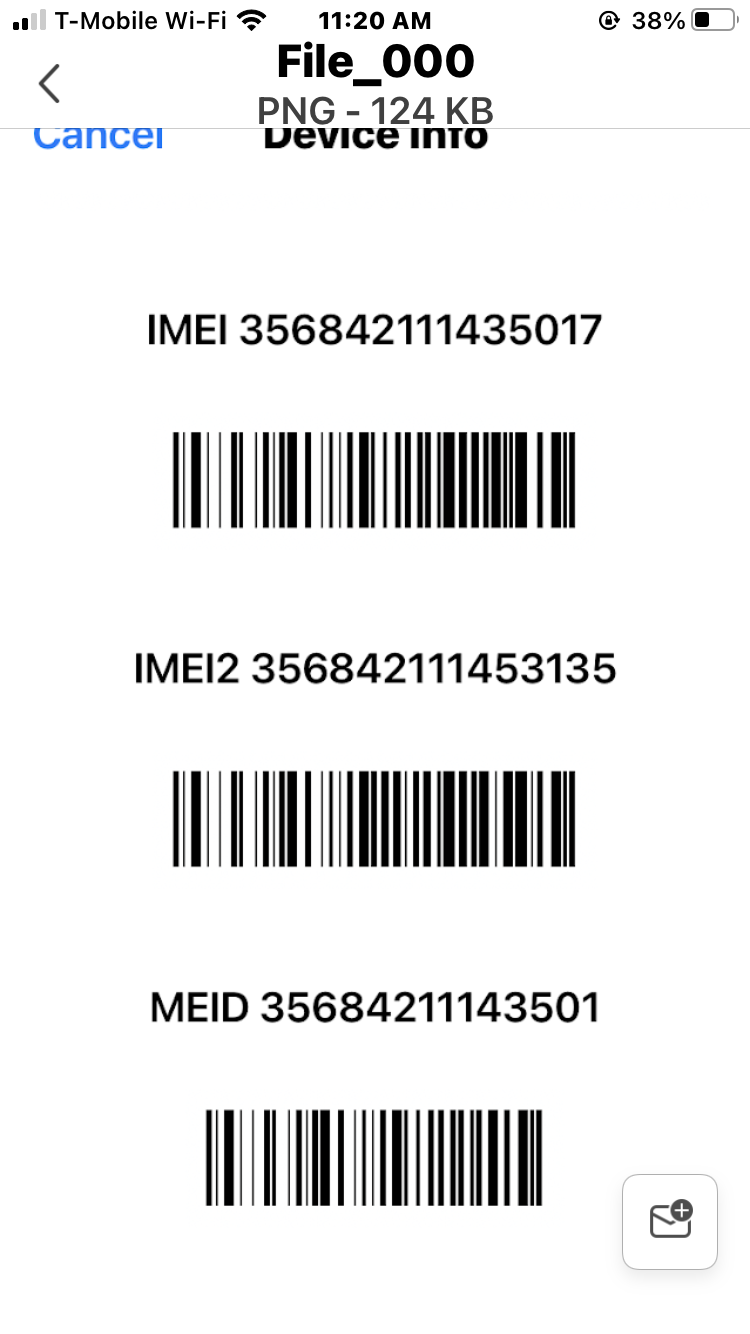 T-Mobile Wi-Fi 11:20 AM 38%
File_000
PNG - 124 KB
Cancel Device Info
IMEI 356842111435017
IMEI2 356842111453135
MEID 35684211143501